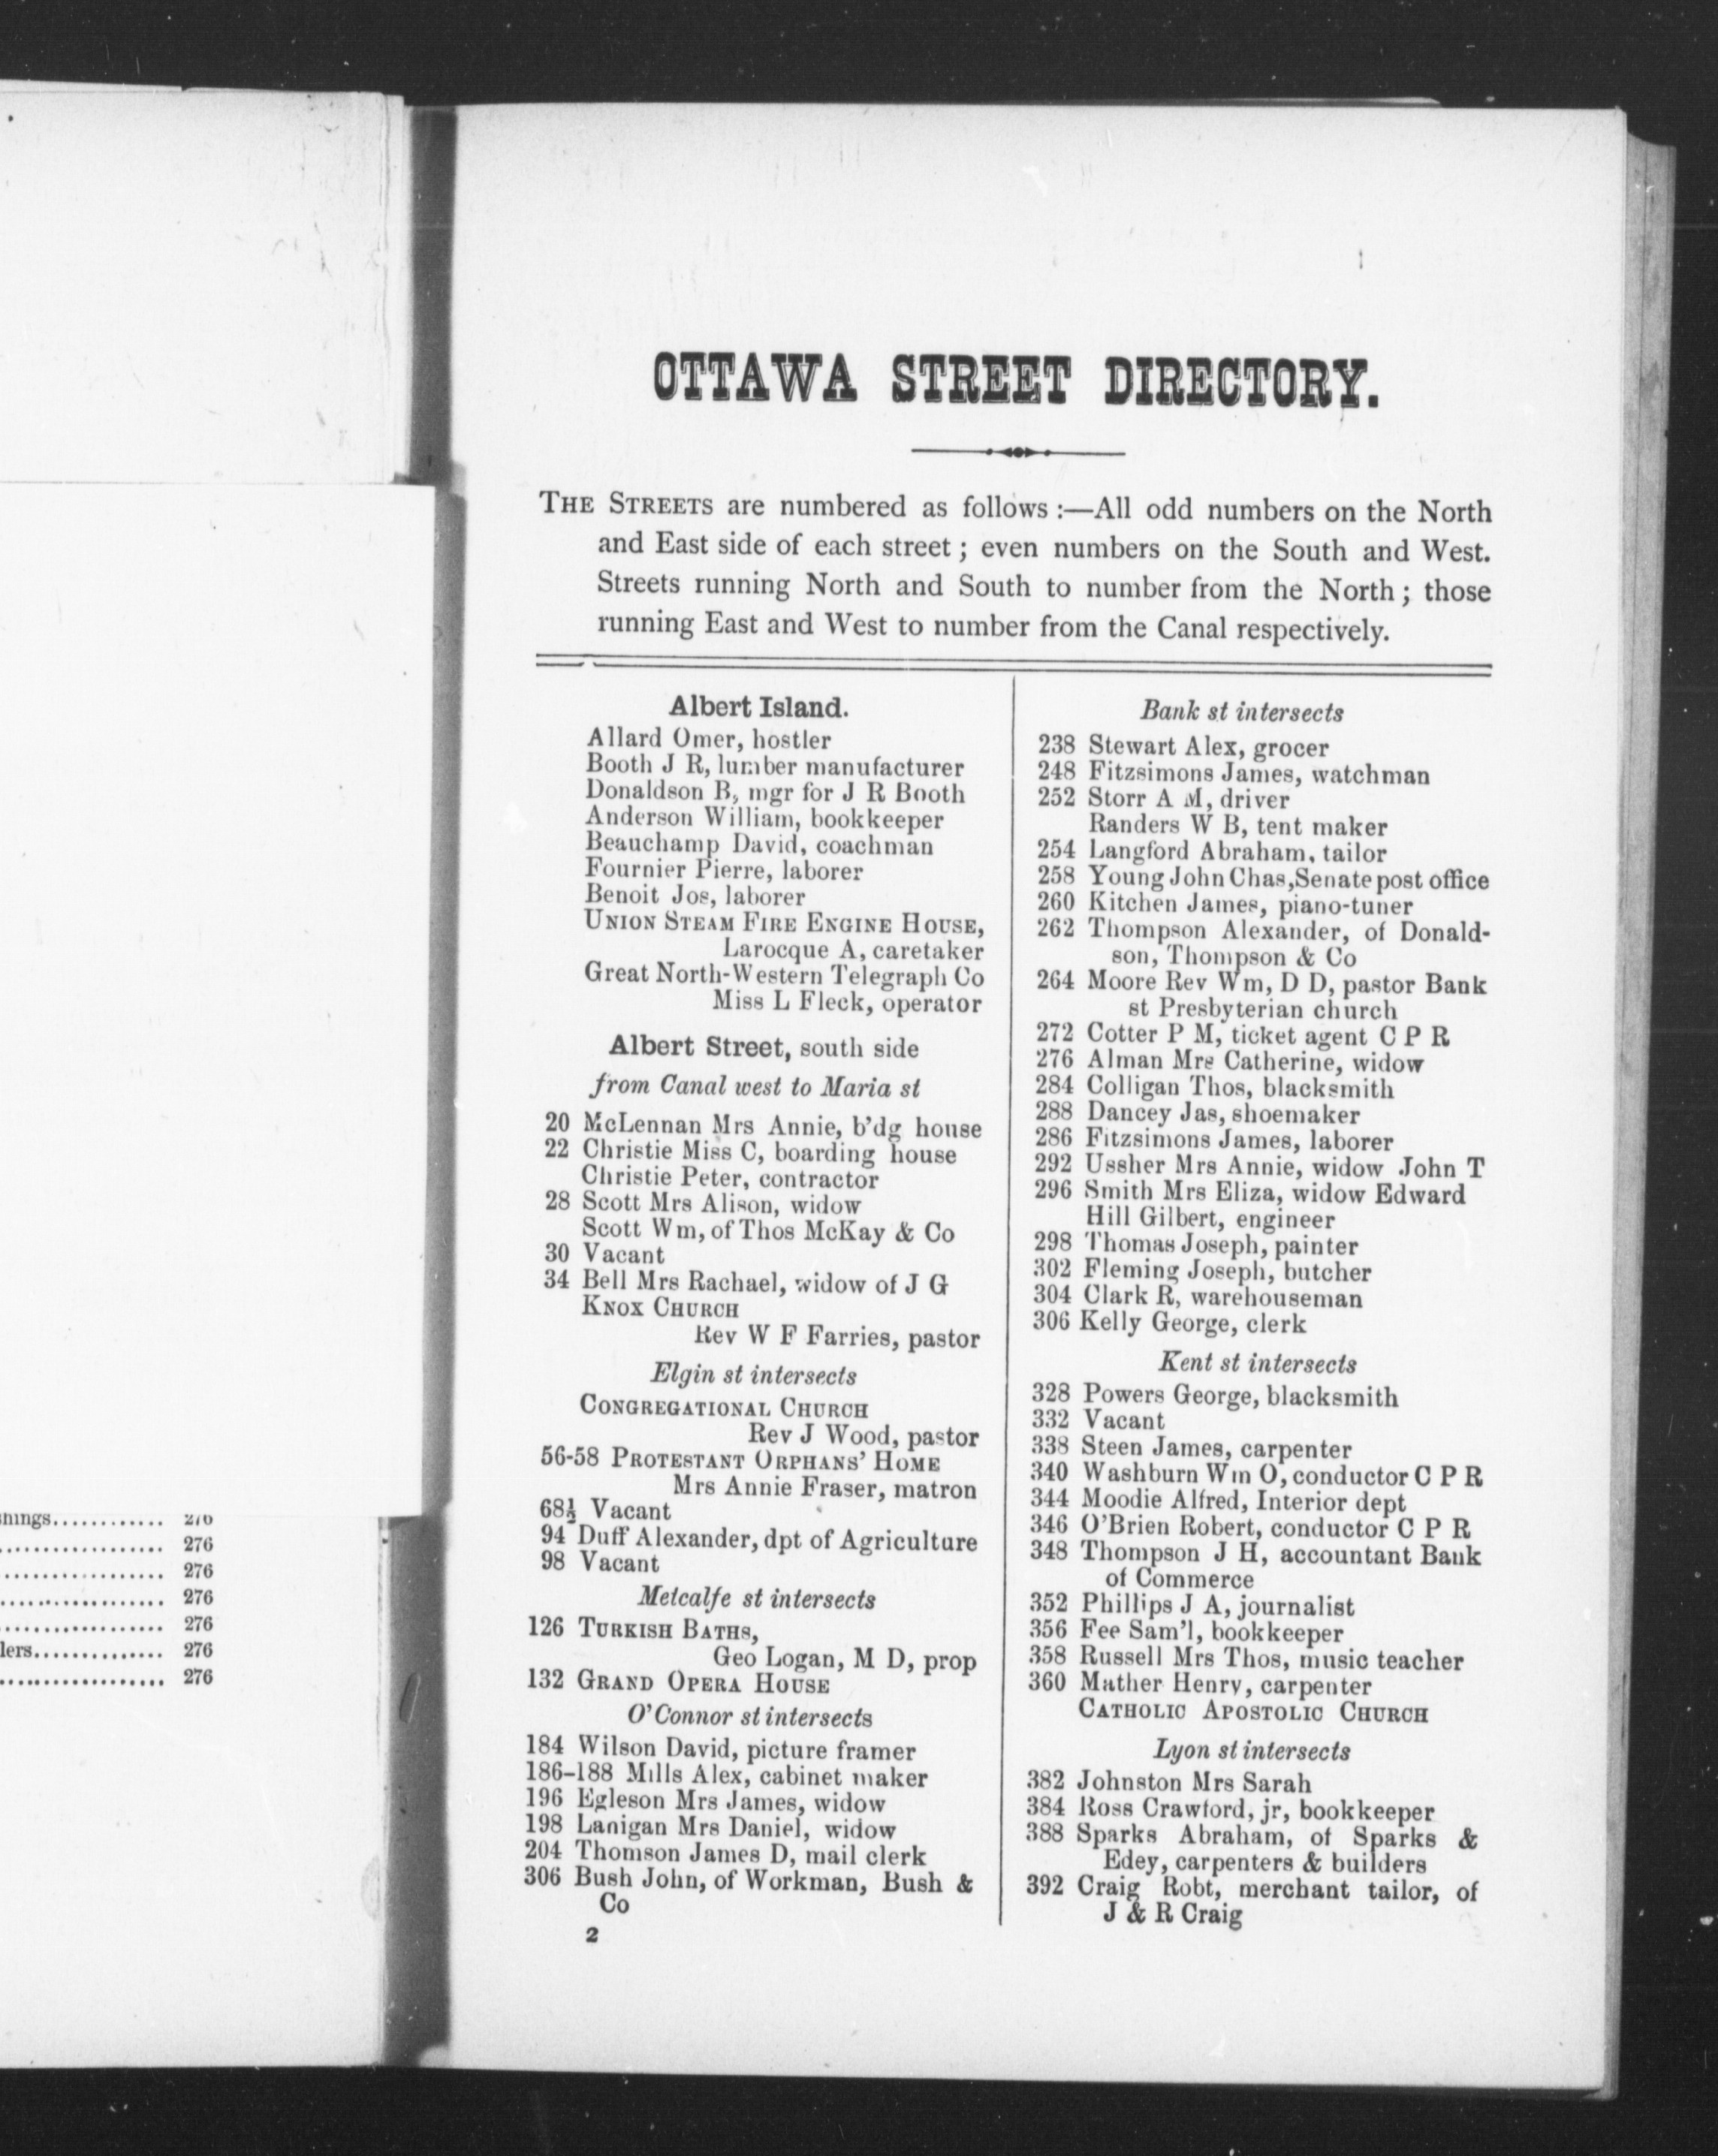 OTTAWA STREET DIRECTORY.
THE STREETS are numbered as follows :—All odd numbers on the North
and East side of each street ; even numbers on the South and West.
Streets running North and South to number from the North ; those
running East and West to number from the Canal respectively.
Albert Island.
Allard Omer, hostler
Booth J R, lumber manufacturer
Donaldson B, mgr for J R Booth
Anderson William, bookkeeper
Beauchamp David, coachman
Fournier Pierre, laborer
Benoit Jos, laborer
UNION STEAM FIRE ENGINE HOUSE,
Larocque A, caretaker
Great North-Western Telegraph Co
Miss L Fleck, operator
Albert Street, south side
from Canal west to Maria st
20 McLennan Mrs Annie, b'dg house
22 Christie Miss C, boarding house
Christie Peter, contractor
28 Scott Mrs Alison, widow
Scott Wm, of Thos McKay & Co
30 Vacant
34 Bell Mrs Rachael, widow of J G
KNOX CHURCH
Rev W F Farries, pastor
Elgin st intersects
CONGREGATIONAL CHURCH
Rev J Wood, pastor
56-58 PROTESTANT ORPHANS' HOME
Mrs Annie Fraser, matron
68½ Vacant
94 Duff Alexander, dpt of Agriculture
98 Vacant
Metcalfe st intersects
126 TURKISH BATHS,
Geo Logan, M D, prop
132 GRAND OPERA HOUSE
O'Connor st intersects
184 Wilson David, picture framer
186-188 Mills Alex, cabinet maker
196 Egleson Mrs James, widow
198 Lanigan Mrs Daniel, widow
204 Thomson James D, mail clerk
306 Bush John, of Workman, Bush &
Co
2
Bank st intersects
238 Stewart Alex, grocer
248 Fitzsimons James, watchman
252 Storr A M, driver
Randers W B, tent maker
254 Langford Abraham, tailor
258 Young John Chas, Senate post office
260 Kitchen James, piano-tuner
262 Thompson Alexander, of Donald-
son, Thompson & Co
264 Moore Rev Wm, D D, pastor Bank
st Presbyterian church
272 Cotter P M, ticket agent C P R
276 Alman Mrs Catherine, widow
284 Colligan Thos, blacksmith
288 Dancey Jas, shoemaker
286 Fitzsimons James, laborer
292 Ussher Mrs Annie, widow John T
296 Smith Mrs Eliza, widow Edward
Hill Gilbert, engineer
298 Thomas Joseph, painter
302 Fleming Joseph, butcher
304 Clark R, warehouseman
306 Kelly George, clerk
Kent st intersects
328 Powers George, blacksmith
332 Vacant
338 Steen James, carpenter
340 Washburn Wm O, conductor C P R
344 Moodie Alfred, Interior dept
346 O'Brien Robert, conductor C P R
348 Thompson J H, accountant Bank
of Commerce
352 Phillips J A, journalist
356 Fee Sam'l, bookkeeper
358 Russell Mrs Thos, music teacher
360 Mather Henry, carpenter
CATHOLIC APOSTOLIC CHURCH
Lyon st intersects
382 Johnston Mrs Sarah
384 Ross Crawford, jr, bookkeeper
388 Sparks Abraham, of Sparks &
Edey, carpenters & builders
392 Craig Robt, merchant tailor, of
J & R Craig
............ 276
.................. 276
.................. 276
.................. 276
.................. 276
lers.............. 276
.................. 276